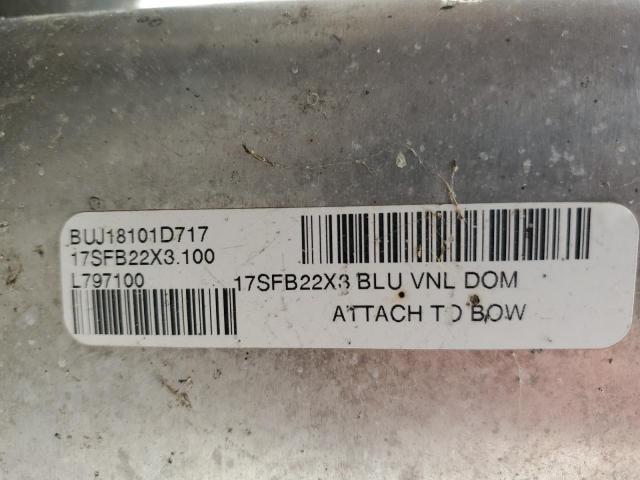 BUJ18101D717
17SFB22X3.100
L797100
17SFB22X3 BLU VNL DOM
ATTACH TO BOW